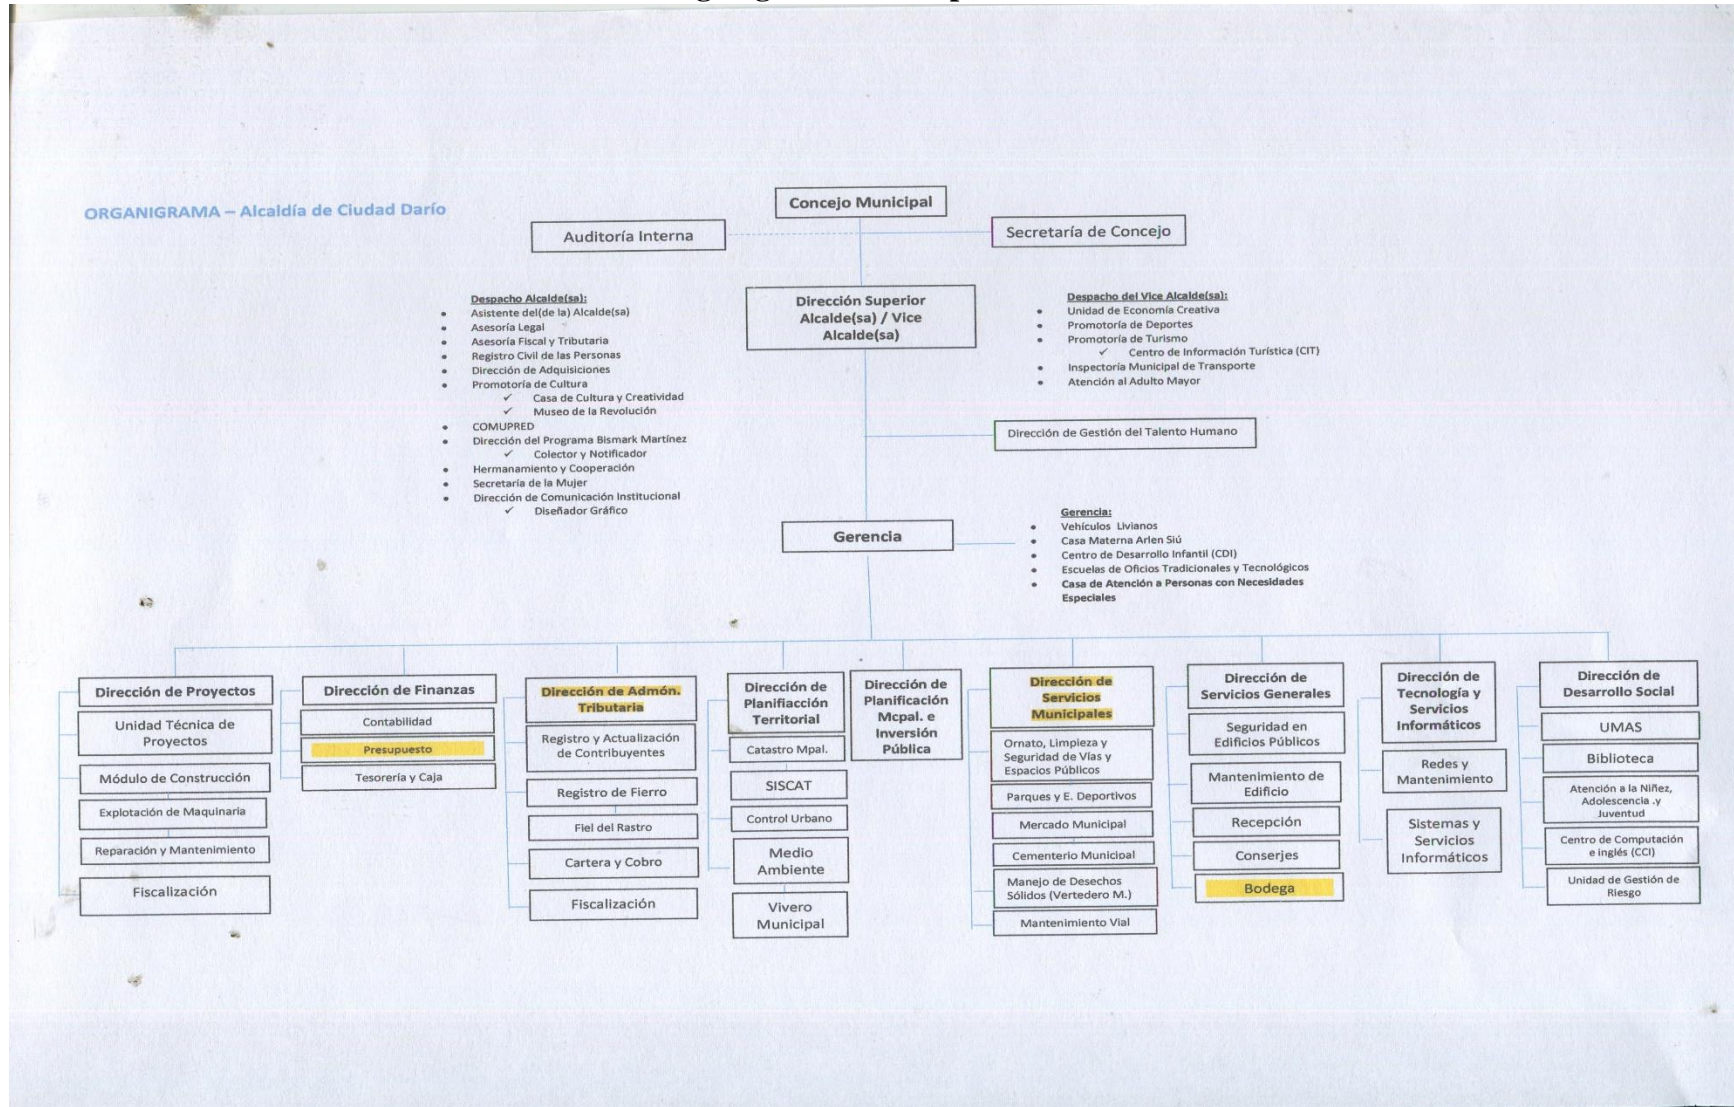 ORGANIGRAMA – Alcaldía de Ciudad Darío
Concejo Municipal
Auditoría Interna
Secretaría de Concejo
Despacho Alcalde(sa):
• Asistente del(de la) Alcalde(sa)
• Asesoría Legal
• Asesoría Fiscal y Tributaria
• Registro Civil de las Personas
• Dirección de Adquisiciones
• Promotoría de Cultura
✓ Casa de Cultura y Creatividad
✓ Museo de la Revolución
• COMUPRED
• Dirección del Programa Bismark Martínez
✓ Colector y Notificador
• Hermanamiento y Cooperación
• Secretaría de la Mujer
• Dirección de Comunicación Institucional
✓ Diseñador Gráfico
Dirección Superior
Alcalde(sa) / Vice
Alcalde(sa)
Despacho del Vice Alcalde(sa):
• Unidad de Economía Creativa
• Promotoría de Deportes
• Promotoría de Turismo
✓ Centro de Información Turística (CIT)
• Inspectoría Municipal de Transporte
• Atención al Adulto Mayor
Dirección de Gestión del Talento Humano
Gerencia
Gerencia:
• Vehículos Livianos
• Casa Materna Arlen Siú
• Centro de Desarrollo Infantil (CDI)
• Escuelas de Oficios Tradicionales y Tecnológicos
• Casa de Atención a Personas con Necesidades
Especiales
Dirección de Proyectos
Unidad Técnica de
Proyectos
Módulo de Construcción
Explotación de Maquinaria
Reparación y Mantenimiento
Fiscalización
Dirección de Finanzas
Contabilidad
Presupuesto
Tesorería y Caja
Dirección de Admón.
Tributaria
Registro y Actualización
de Contribuyentes
Registro de Fierro
Fiel del Rastro
Cartera y Cobro
Fiscalización
Dirección de
Planifiacción
Territorial
Catastro Mpal.
SISCAT
Control Urbano
Medio
Ambiente
Vivero
Municipal
Dirección de
Planificación
Mcpal. e
Inversión
Pública
Dirección de
Servicios
Municipales
Ornato, Limpieza y
Seguridad de Vías y
Espacios Públicos
Parques y E. Deportivos
Mercado Municipal
Cementerio Municipal
Manejo de Desechos
Sólidos (Vertedero M.)
Mantenimiento Vial
Dirección de
Servicios Generales
Seguridad en
Edificios Públicos
Mantenimiento de
Edificio
Recepción
Conserjes
Bodega
Dirección de
Tecnología y
Servicios
Informáticos
Redes y
Mantenimiento
Sistemas y
Servicios
Informáticos
Dirección de
Desarrollo Social
UMAS
Biblioteca
Atención a la Niñez,
Adolescencia .y
Juventud
Centro de Computación
e inglés (CCI)
Unidad de Gestión de
Riesgo